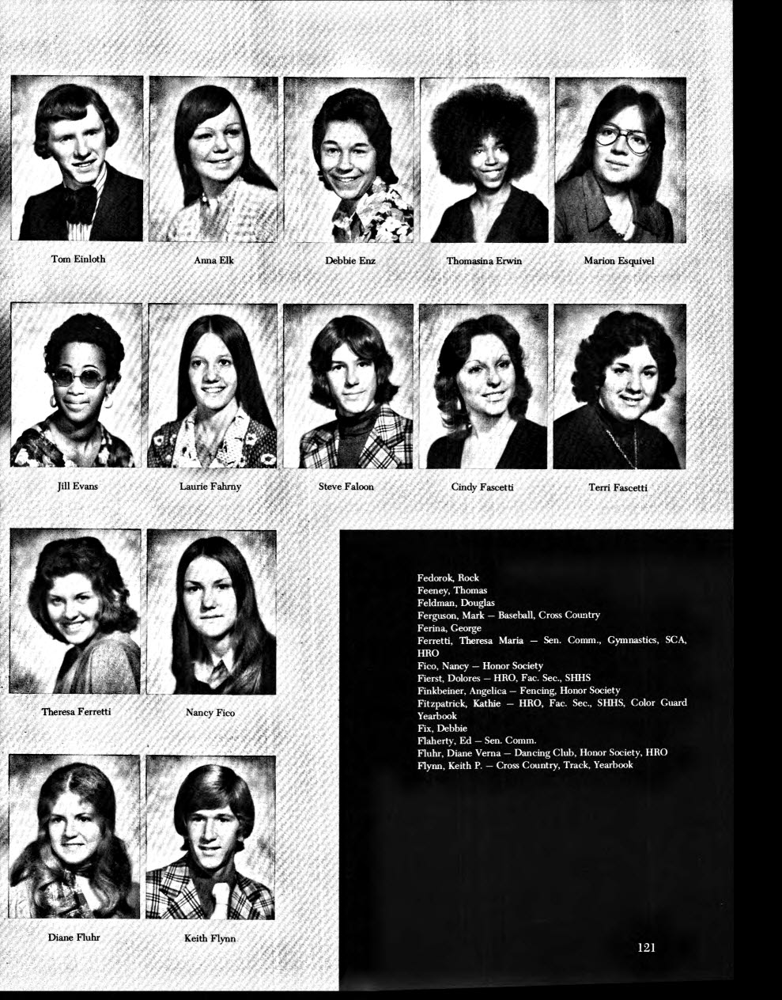 Tom Einloth
Anna Elk
Debbie Enz
Thomasina Erwin
Marion Esquivel
Jill Evans
Laurie Fahrny
Steve Faloon
Cindy Fascetti
Terri Fascetti
Theresa Ferretti
Nancy Fico
Fedorok, Rock
Feeney, Thomas
Feldman, Douglas
Ferguson, Mark — Baseball, Cross Country
Ferina, George
Ferretti, Theresa Maria — Sen. Comm., Gymnastics, SCA,
HRO
Fico, Nancy — Honor Society
Fierst, Dolores — HRO, Fac. Sec., SHHS
Finkbeiner, Angelica — Fencing, Honor Society
Fitzpatrick, Kathie — HRO, Fac. Sec., SHHS, Color Guard
Yearbook
Fix, Debbie
Flaherty, Ed — Sen. Comm.
Fluhr, Diane Verna — Dancing Club, Honor Society, HRO
Flynn, Keith P. — Cross Country, Track, Yearbook
Diane Fluhr
Keith Flynn
121